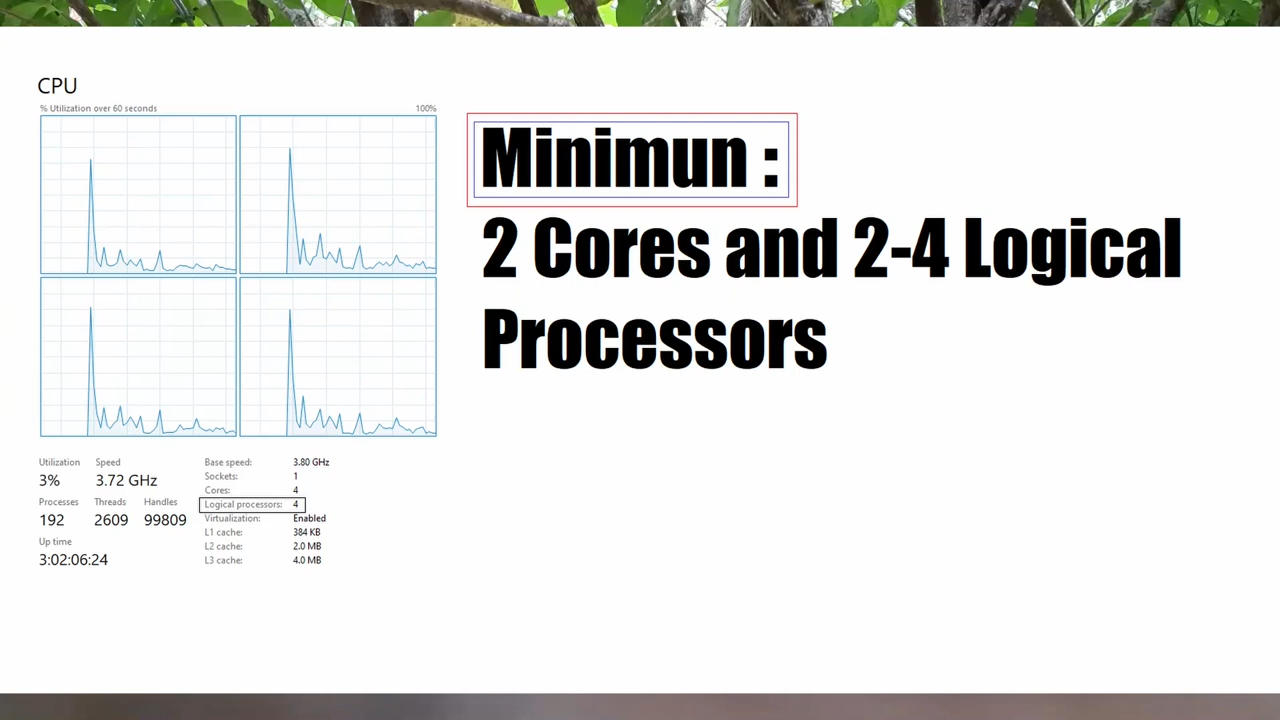 CPU
% Utilization over 60 seconds 100%
Minimun :
2 Cores and 2-4 Logical
Processors
Utilization Speed
3% 3.72 GHz
Processes Threads Handles
192 2609 99809
Up time
3:02:06:24
Base speed: 3.80 GHz
Sockets: 1
Cores: 4
Logical processors: 4
Virtualization: Enabled
L1 cache: 384 KB
L2 cache: 2.0 MB
L3 cache: 4.0 MB